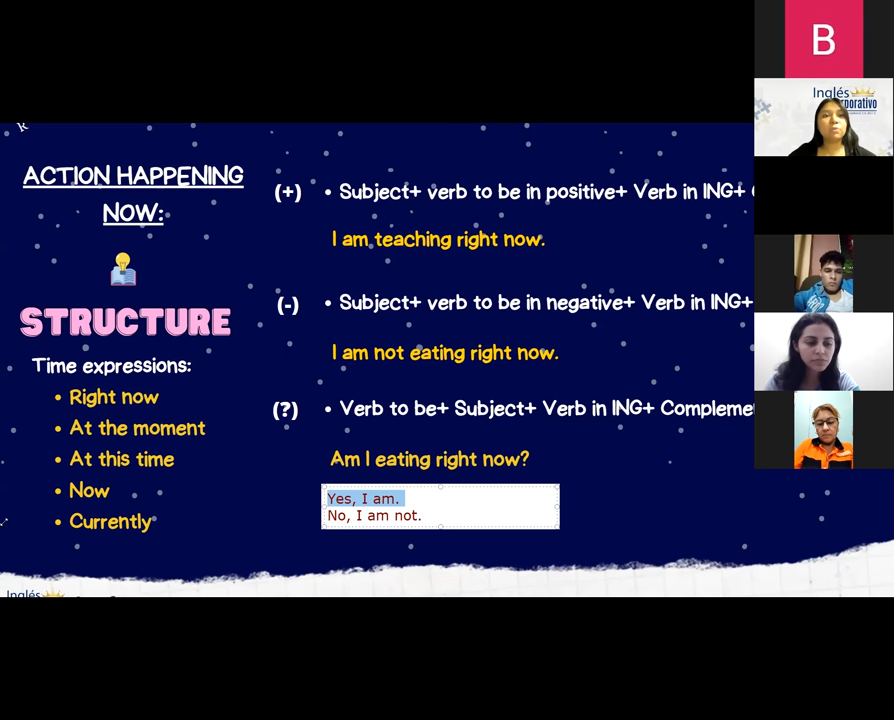 ACTION HAPPENING
NOW:
STRUCTURE
Time expressions:
• Right now
• At the moment
• At this time
• Now
• Currently
(+)
• Subject+ verb to be in positive+ Verb in ING+
I am teaching right now.
(-)
• Subject+ verb to be in negative+ Verb in ING+
I am not eating right now.
(?)
• Verb to be+ Subject+ Verb in ING+
Am I eating right now?
Yes, I am.
No, I am not.
Inglés
B
Inglés